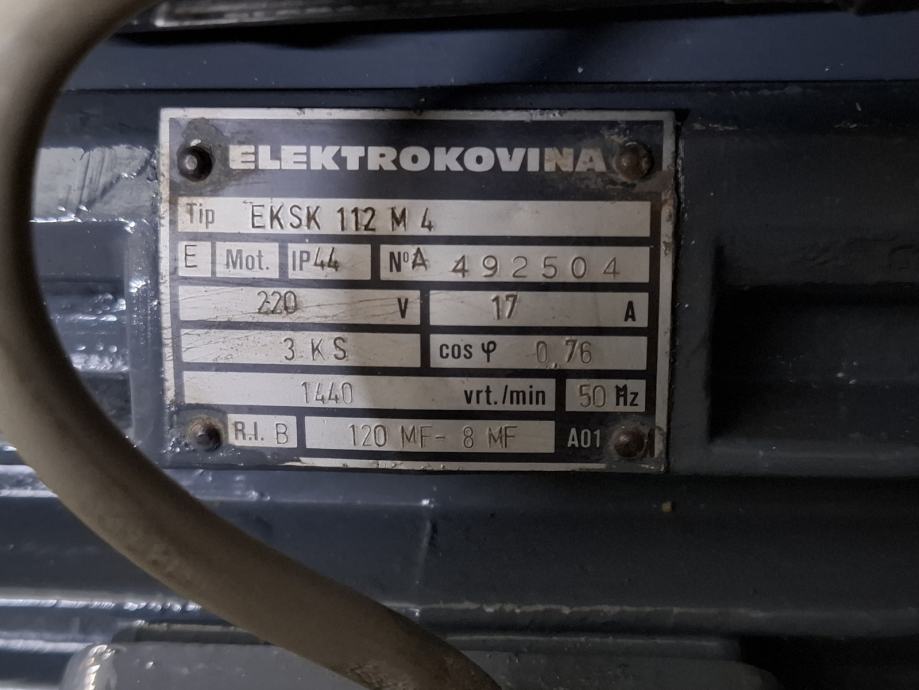 ELEKTROKOVINA
Tip EKSK 112 M 4
E Mot. IP44 NºA 492504
220 V 17 A
3 KS cos φ 0,76
1440 vrt./min 50 Hz
R.I. B 120 MF- 8 MF A01